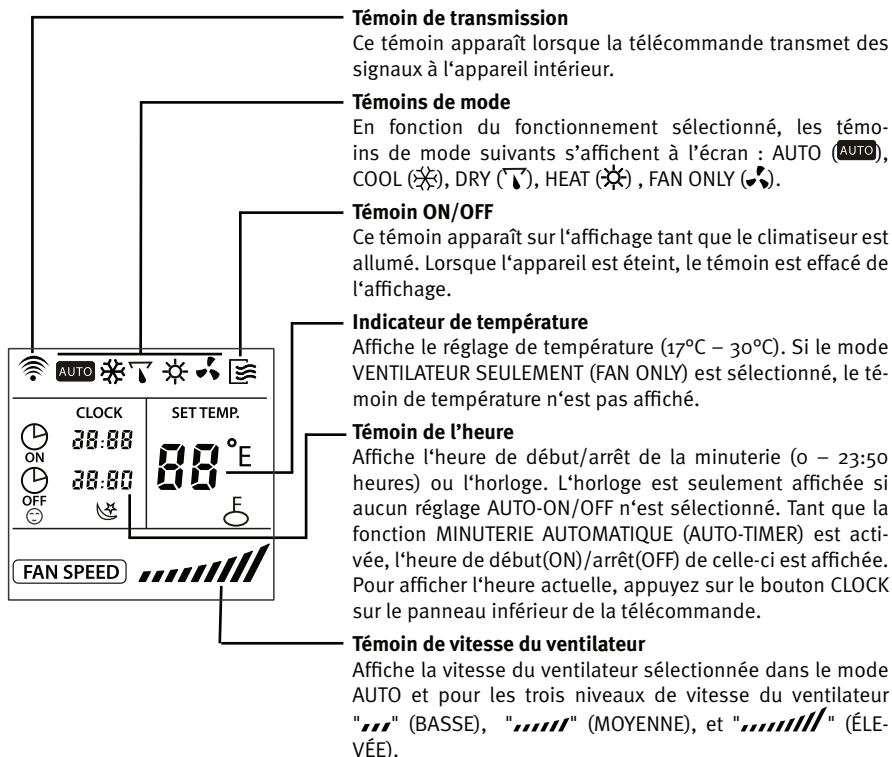 Témoin de transmission
Ce témoin apparaît lorsque la télécommande transmet des
signaux à l‘appareil intérieur.
Témoins de mode
En fonction du fonctionnement sélectionné, les témo-
ins de mode suivants s’affichent à l’écran : AUTO (AUTO),
COOL (), DRY (), HEAT () , FAN ONLY ().
Témoin ON/OFF
Ce témoin apparaît sur l‘affichage tant que le climatiseur est
allumé. Lorsque l‘appareil est éteint, le témoin est effacé de
l‘affichage.
Indicateur de température
Affiche le réglage de température (17°C – 30°C). Si le mode
VENTILATEUR SEULEMENT (FAN ONLY) est sélectionné, le té-
moin de température n‘est pas affiché.
Témoin de l’heure
Affiche l‘heure de début/arrêt de la minuterie (0 – 23:50
heures) ou l‘horloge. L‘horloge est seulement affichée si
aucun réglage AUTO-ON/OFF n‘est sélectionné. Tant que la
fonction MINUTERIE AUTOMATIQUE (AUTO-TIMER) est acti-
vée, l‘heure de début(ON)/arrêt(OFF) de celle-ci est affichée.
Pour afficher l‘heure actuelle, appuyez sur le bouton CLOCK
sur le panneau inférieur de la télécommande.
Témoin de vitesse du ventilateur
Affiche la vitesse du ventilateur sélectionnée dans le mode
AUTO et pour les trois niveaux de vitesse du ventilateur
"" (BASSE), "" (MOYENNE), et "" (ÉLE-
VÉE).
AUTO
CLOCK SET TEMP.
ON 88:88
88°E
OFF 88:80
FAN SPEED